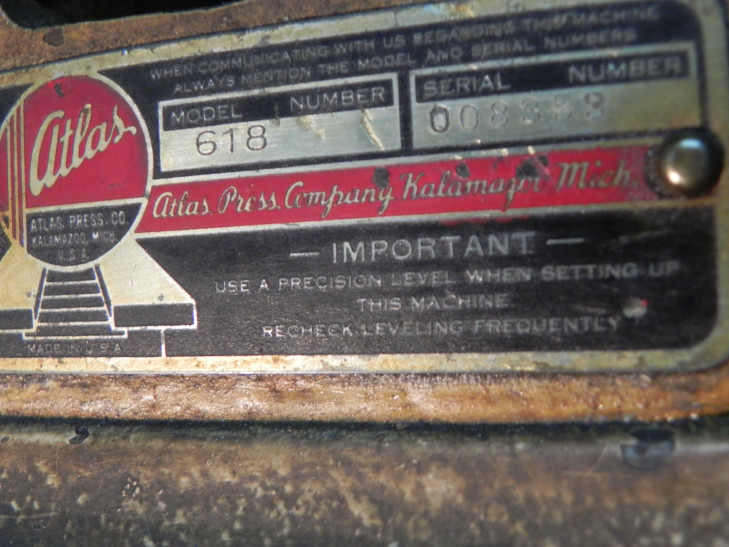 WHEN COMMUNICATING WITH US REGARDING THIS MACHINE
ALWAYS MENTION THE MODEL AND SERIAL NUMBERS
MODEL NUMBER
618
SERIAL NUMBER
Atlas
ATLAS PRESS CO.
KALAMAZOO, MICH.
U.S.A.
Atlas Press Company Kalamazoo Mich.
— IMPORTANT —
USE A PRECISION LEVEL WHEN SETTING UP
THIS MACHINE.
RECHECK LEVELING FREQUENTLY
MADE IN U.S.A.